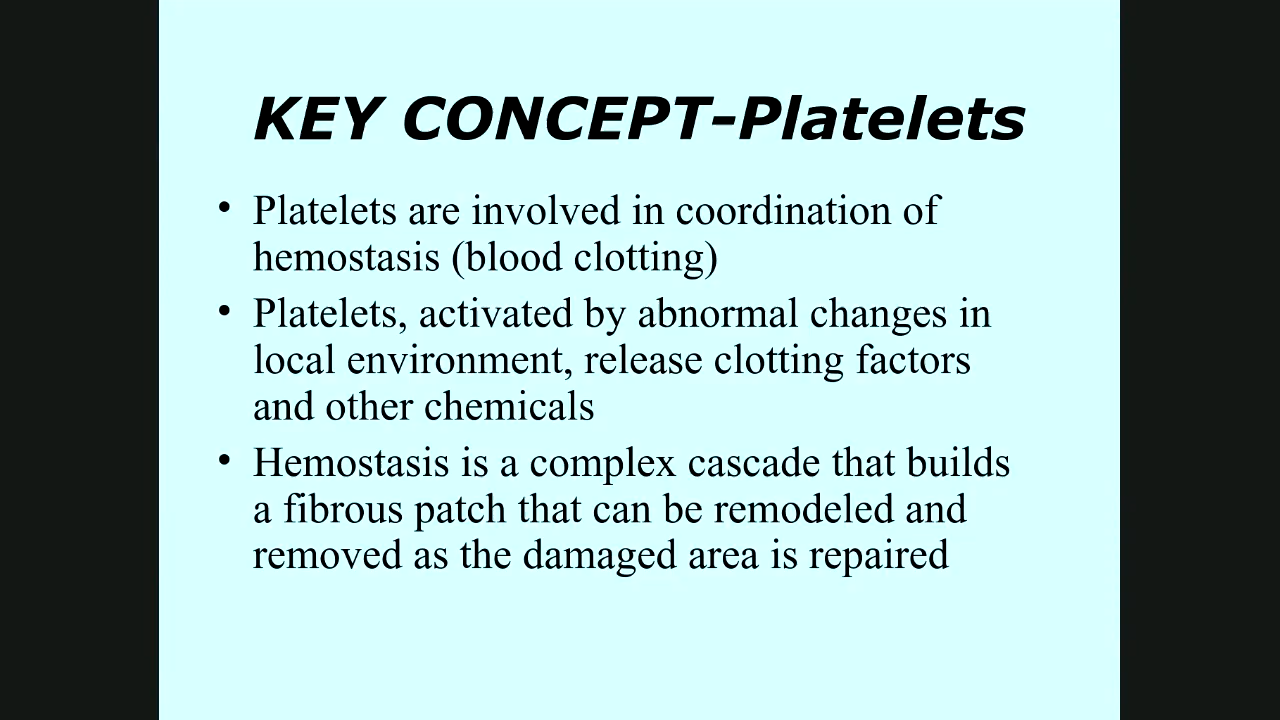 KEY CONCEPT-Platelets
• Platelets are involved in coordination of
hemostasis (blood clotting)
• Platelets, activated by abnormal changes in
local environment, release clotting factors
and other chemicals
• Hemostasis is a complex cascade that builds
a fibrous patch that can be remodeled and
removed as the damaged area is repaired